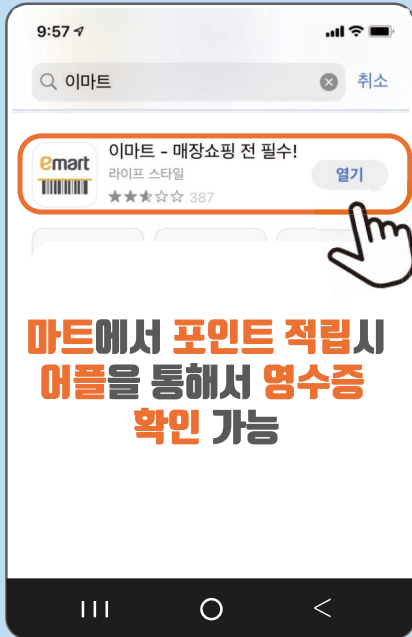 9:57
이마트
취소
emart
이마트 - 매장쇼핑 전 필수!
라이프 스타일
387
열기
마트에서 포인트 적립시
어플을 통해서 영수증
확인 가능